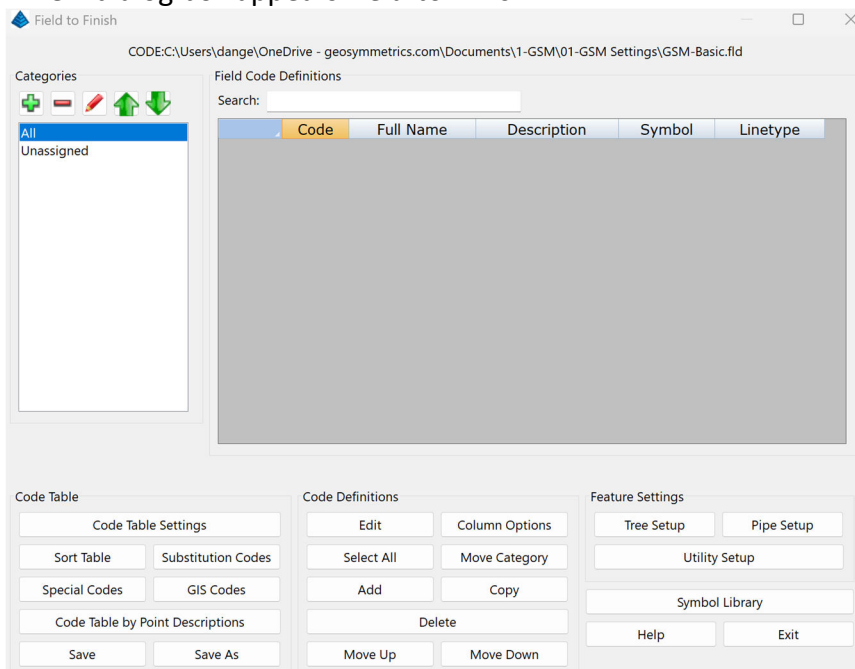 Field to Finish
CODE:C:\Users\dange\OneDrive - geosymmetrics.com\Documents\1-GSM\01-GSM Settings\GSM-Basic.fld
Categories
Field Code Definitions
Search:
All
Unassigned
Code Full Name Description Symbol Linetype
Code Table
Code Table Settings
Sort Table Substitution Codes
Special Codes GIS Codes
Code Table by Point Descriptions
Save Save As
Code Definitions
Edit Column Options
Select All Move Category
Add Copy
Delete
Move Up Move Down
Feature Settings
Tree Setup Pipe Setup
Utility Setup
Symbol Library
Help Exit